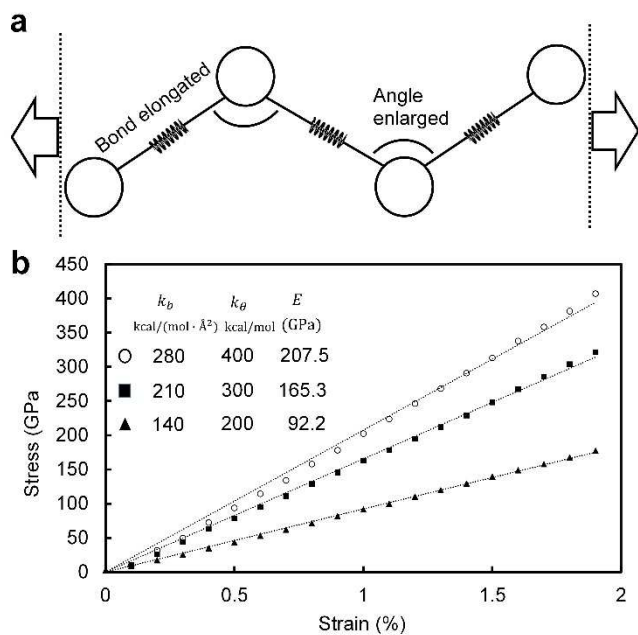 a
Bond elongated
Angle
enlarged
b
450
400
350
300
250
200
150
100
50
0
Stress (GPa
k_b k_θ E
kcal/(mol · Å²) kcal/mol (GPa)
280 400 207.5
210 300 165.3
140 200 92.2
0 0.5 1 1.5 2
Strain (%)